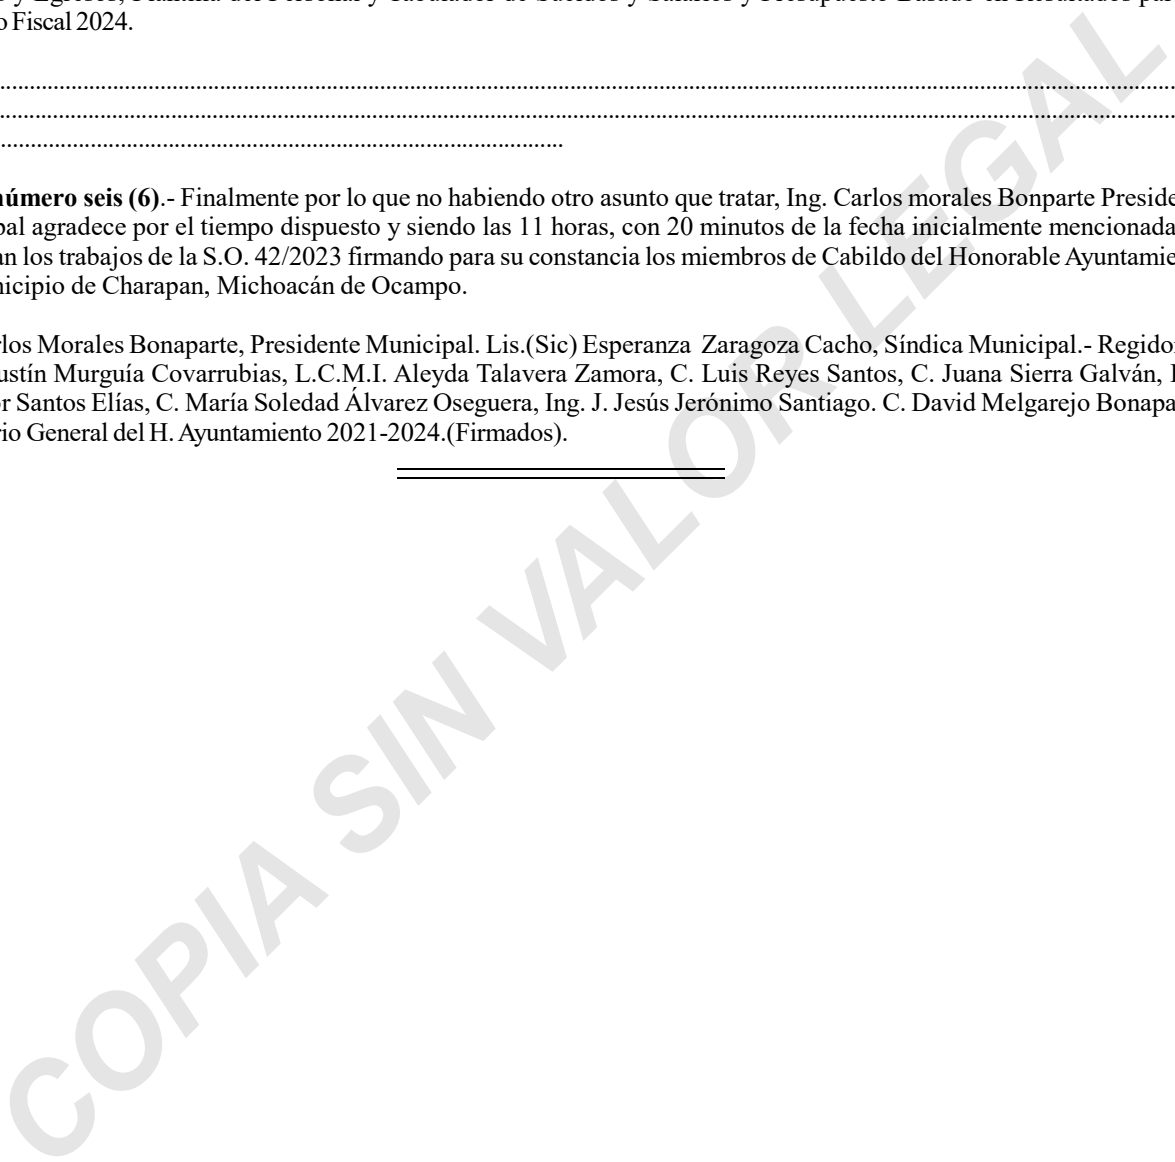 y Egresos, Plantilla del Personal y Tabulador de Sueldos y Salarios y Presupuesto Basado en Resultados par
o Fiscal 2024.
....................................................................................................................................................................................
....................................................................................................................................................................................
......................................................................................
número seis (6).- Finalmente por lo que no habiendo otro asunto que tratar, Ing. Carlos morales Bonparte Preside
pal agradece por el tiempo dispuesto y siendo las 11 horas, con 20 minutos de la fecha inicialmente mencionada
an los trabajos de la S.O. 42/2023 firmando para su constancia los miembros de Cabildo del Honorable Ayuntamie
nicipio de Charapan, Michoacán de Ocampo.
rlos Morales Bonaparte, Presidente Municipal. Lis.(Sic) Esperanza Zaragoza Cacho, Síndica Municipal.- Regido
ustín Murguía Covarrubias, L.C.M.I. Aleyda Talavera Zamora, C. Luis Reyes Santos, C. Juana Sierra Galván,
or Santos Elías, C. María Soledad Álvarez Oseguera, Ing. J. Jesús Jerónimo Santiago. C. David Melgarejo Bonapa
rio General del H. Ayuntamiento 2021-2024.(Firmados).
COPIA SIN VALOR LEGAL